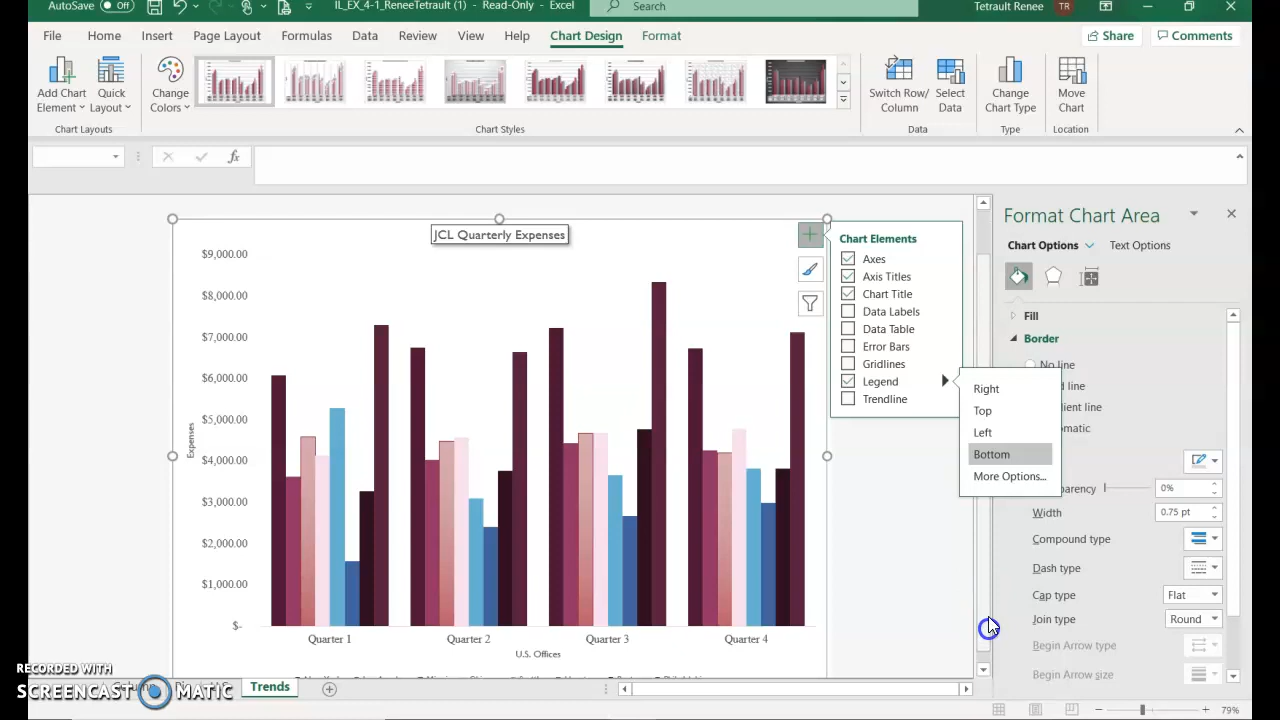 AutoSave Off IL_EX_4-1_ReneeTetrault (1) - Read-Only - Excel Search Tetrault Renee TR
File Home Insert Page Layout Formulas Data Review View Help Chart Design Format Share Comments
Add Chart Element Quick Layout Change Colors Switch Row/ Column Select Data Change Chart Type Move Chart
Chart Layouts Chart Styles Data Type Location
fx
Format Chart Area
Chart Options Text Options
Fill
Border
No line
line
line
Width
0%
0.75 pt
Compound type
Dash type
Cap type Flat
Join type Round
Begin Arrow type
Begin Arrow size
Chart Elements
Axes
Axis Titles
Chart Title
Data Labels
Data Table
Error Bars
Gridlines
Legend
Trendline
Right
Top
Left
Bottom
More Options...
JCL Quarterly Expenses
$9,000.00
$8,000.00
$7,000.00
$6,000.00
$5,000.00
$4,000.00
$3,000.00
$2,000.00
$1,000.00
$-
Expenses
Quarter 1 Quarter 2 Quarter 3 Quarter 4
U.S. Offices
RECORDED WITH
SCREENCAST MATIC
Trends
79%